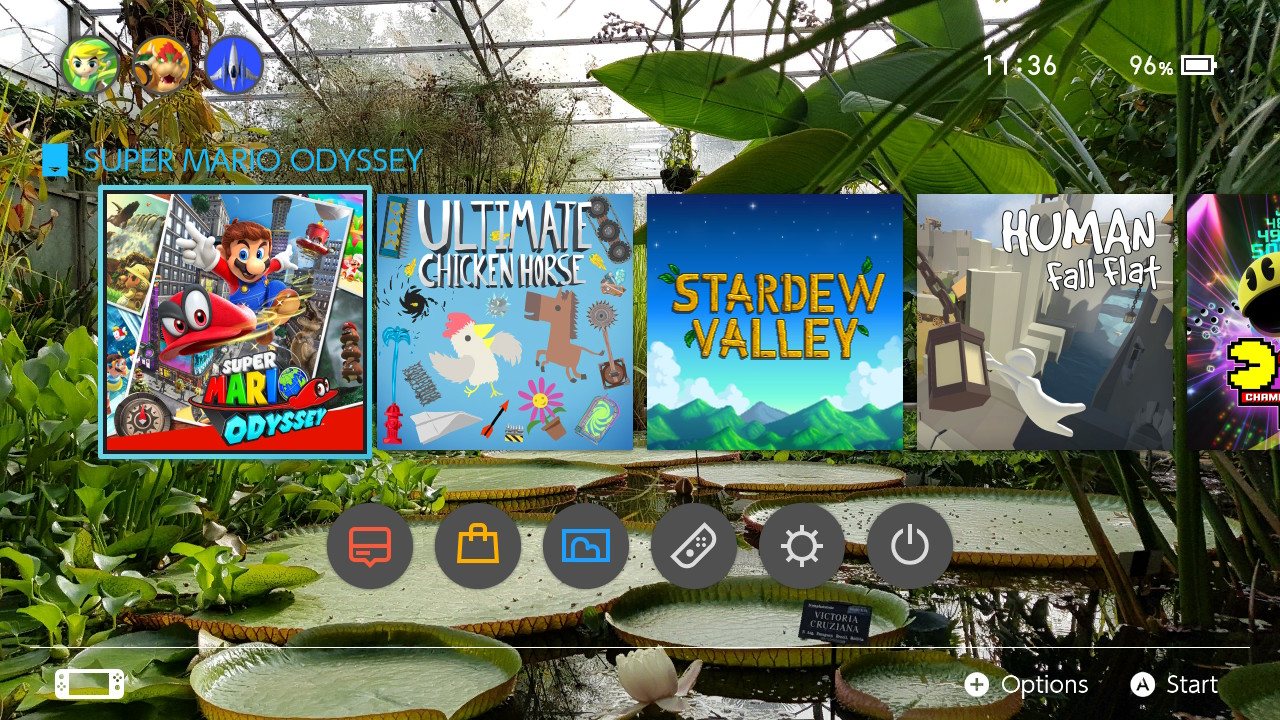 11:36
96%
SUPER MARIO ODYSSEY
SUPER
MARIO
ODYSSEY
ULTIMATE
CHICKEN HORSE
STARDEW
VALLEY
HUMAN
fall flat
VICTORIA
CRUZIANA
+ Options
A Start